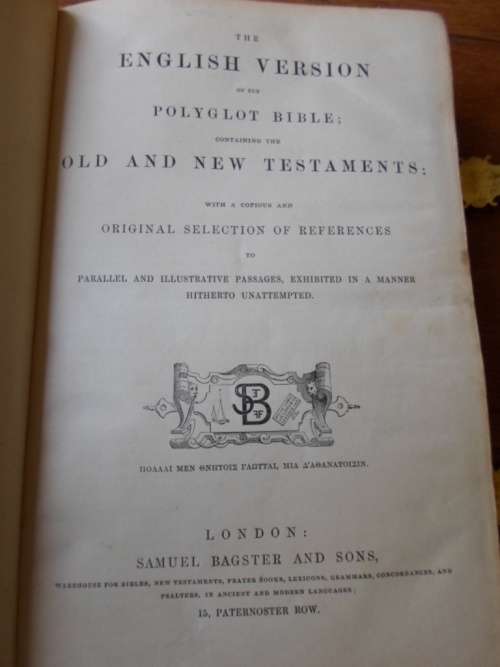 THE
ENGLISH VERSION
OF THE
POLYGLOT BIBLE;
CONTAINING THE
OLD AND NEW TESTAMENTS;
WITH A COPIOUS AND
ORIGINAL SELECTION OF REFERENCES
TO
PARALLEL AND ILLUSTRATIVE PASSAGES, EXHIBITED IN A MANNER
HITHERTO UNATTEMPTED.
ΠΟΛΛΑΙ ΜΕΝ ΘΝΗΤΟΙΣ ΓΛΩΤΤΑΙ, ΜΙΑ Δ'ΑΘΑΝΑΤΟΙΣΙΝ.
LONDON:
SAMUEL BAGSTER AND SONS,
WAREHOUSE FOR BIBLES, NEW TESTAMENTS, PRAYER BOOKS, LEXICONS, GRAMMARS, CONCORDANCES, AND
PSALTERS, IN ANCIENT AND MODERN LANGUAGES;
15, PATERNOSTER ROW.